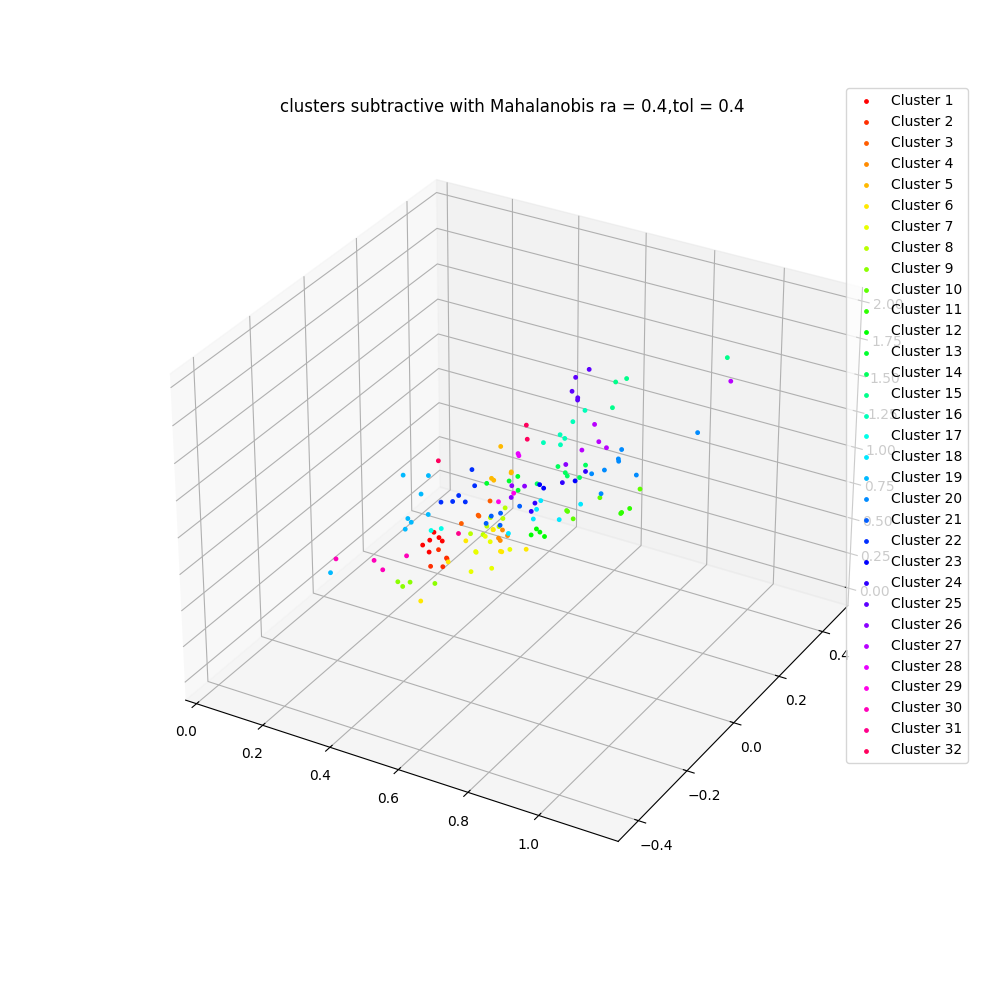 clusters subtractive with Mahalanobis ra = 0.4,tol = 0.4
Cluster 1
Cluster 2
Cluster 3
Cluster 4
Cluster 5
Cluster 6
Cluster 7
Cluster 8
Cluster 9
Cluster 10
Cluster 11
Cluster 12
Cluster 13
Cluster 14
Cluster 15
Cluster 16
Cluster 17
Cluster 18
Cluster 19
Cluster 20
Cluster 21
Cluster 22
Cluster 23
Cluster 24
Cluster 25
Cluster 26
Cluster 27
Cluster 28
Cluster 29
Cluster 30
Cluster 31
Cluster 32
2.00
1.75
1.50
1.25
1.00
0.75
0.50
0.25
0.00
0.4
0.2
0.0
−0.2
−0.4
0.0
0.2
0.4
0.6
0.8
1.0